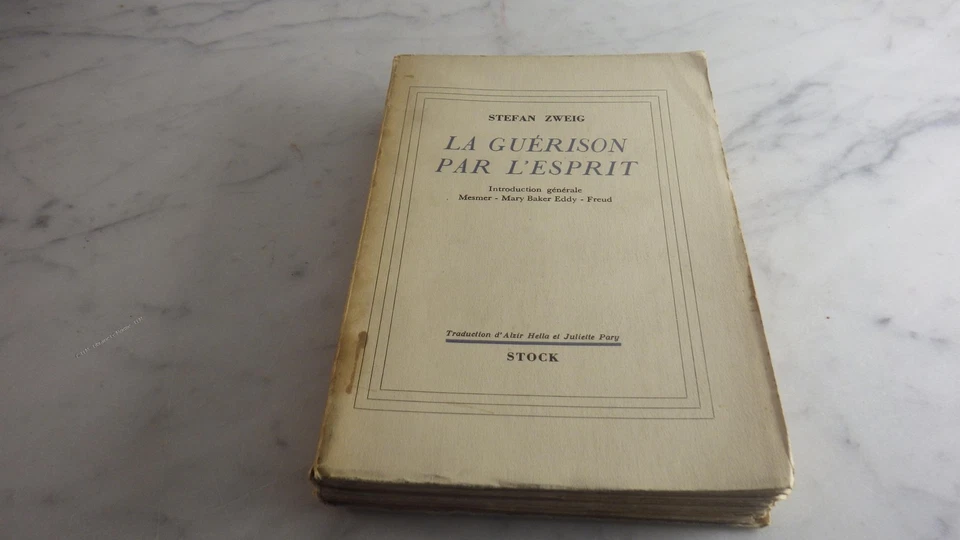 STEFAN ZWEIG
LA GUÉRISON
PAR L'ESPRIT
Introduction générale
Mesmer - Mary Baker Eddy - Freud
Traduction d'Alzir Hella et Juliette Pary
STOCK